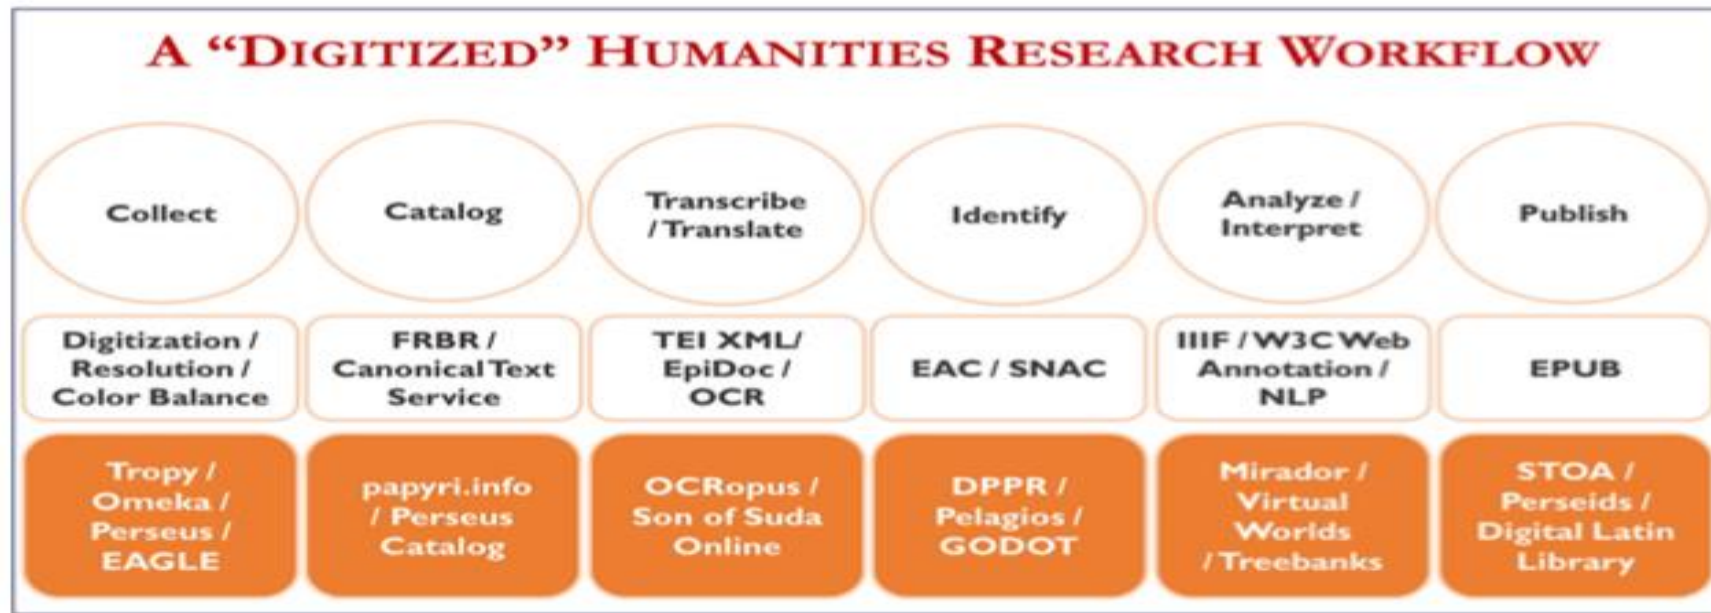 A “DIGITIZED” HUMANITIES RESEARCH WORKFLOW
Collect
Catalog
Transcribe
/ Translate
Identify
Analyze /
Interpret
Publish
Digitization /
Resolution /
Color Balance
FRBR /
Canonical Text
Service
TEI XML/
EpiDoc /
OCR
EAC / SNAC
IIIF / W3C Web
Annotation /
NLP
EPUB
Tropy /
Omeka /
Perseus /
EAGLE
papyri.info
/ Perseus
Catalog
OCRopus /
Son of Suda
Online
DPPR /
Pelagios /
GODOT
Mirador /
Virtual
Worlds
/ Treebanks
STOA /
Perseids /
Digital Latin
Library